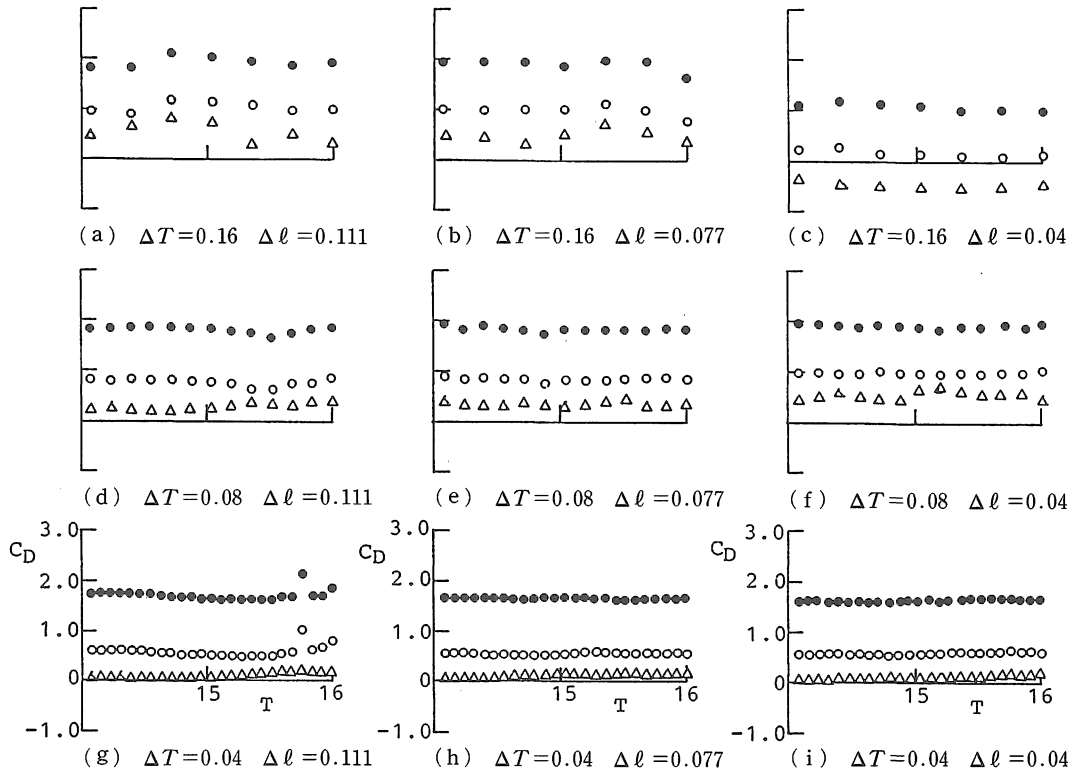 (a) ΔT=0.16 Δℓ=0.111
(b) ΔT=0.16 Δℓ=0.077
(c) ΔT=0.16 Δℓ=0.04
(d) ΔT=0.08 Δℓ=0.111
(e) ΔT=0.08 Δℓ=0.077
(f) ΔT=0.08 Δℓ=0.04
3.0
C_D
2.0
1.0
0
-1.0
15
16
T
3.0
C_D
2.0
1.0
0
-1.0
15
16
T
3.0
C_D
2.0
1.0
0
-1.0
15
16
T
(g) ΔT=0.04 Δℓ=0.111
(h) ΔT=0.04 Δℓ=0.077
(i) ΔT=0.04 Δℓ=0.04